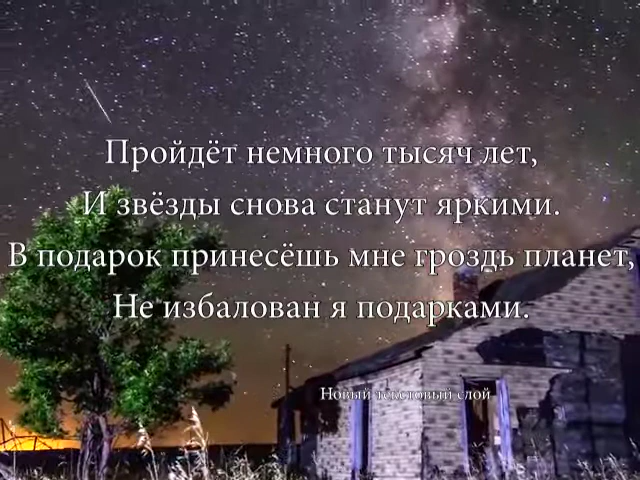 Пройдёт немного тысяч лет,
И звёзды снова станут яркими.
В подарок принесёшь мне гроздь планет,
Не избалован я подарками.
Новый текстовый слой